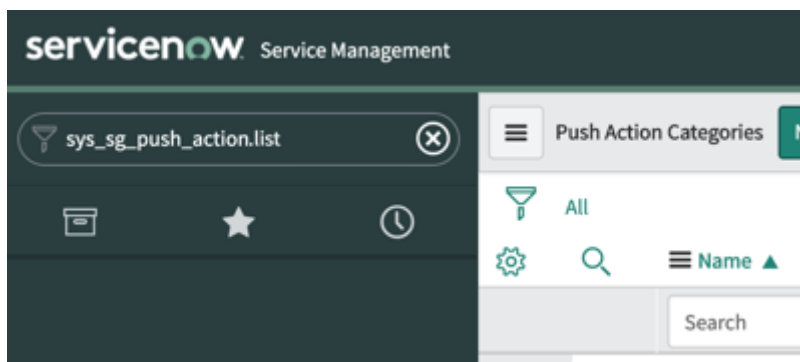 servicenow Service Management
sys_sg_push_action.list
Push Action Categories
All
Name
Search